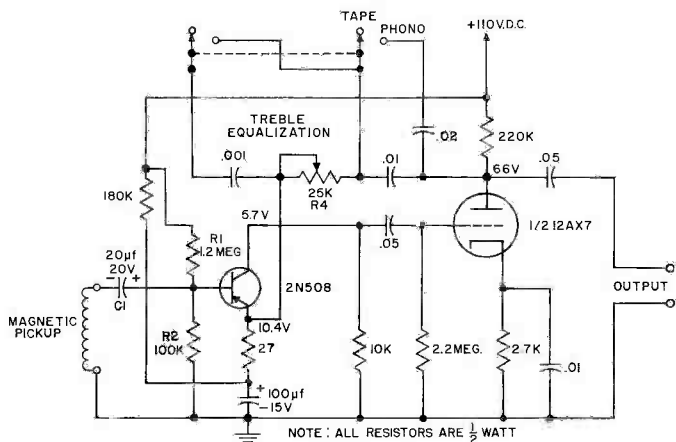 TAPE
PHONO
+110V.D.C.
TREBLE
EQUALIZATION
.02
220K
.001
.01
66V
.05
180K
25K
R4
5.7V
R1
1.2 MEG
.05
1/2 12AX7
20µf
20V
- +
C1
2N508
OUTPUT
MAGNETIC
PICKUP
10.4V
R2
100K
27
10K
2.2MEG.
2.7K
.01
+
100µf
-15V
NOTE : ALL RESISTORS ARE 1/2 WATT